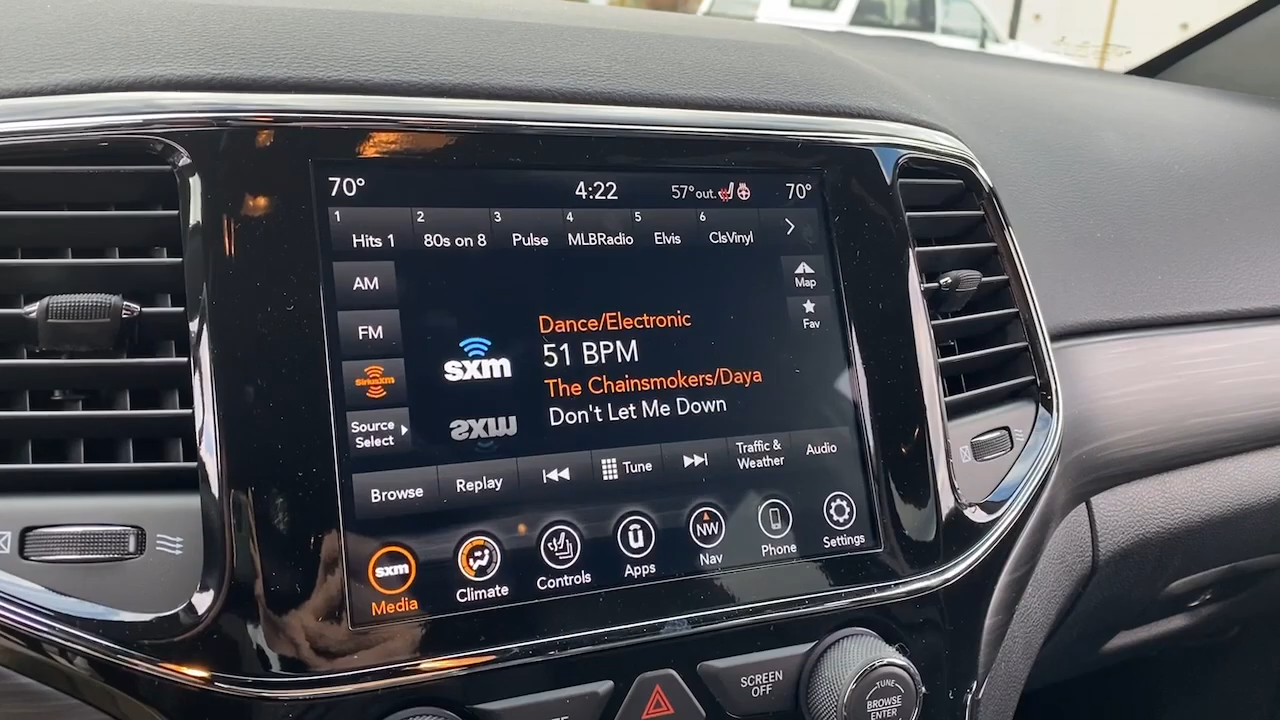 70° 4:22 57°out. 70°
1 2 3 4 5 6
Hits 1 80s on 8 Pulse MLBRadio Elvis ClsVinyl
AM
Map
FM
Fav
SiriusXM
Source
Select
sxm
Dance/Electronic
51 BPM
The Chainsmokers/Daya
Don't Let Me Down
Browse Replay Tune
Traffic &
Weather
Audio
sxm
Media
Climate
Controls
Apps
NW
Nav
Phone
Settings
SCREEN
OFF
TUNE
BROWSE
ENTER